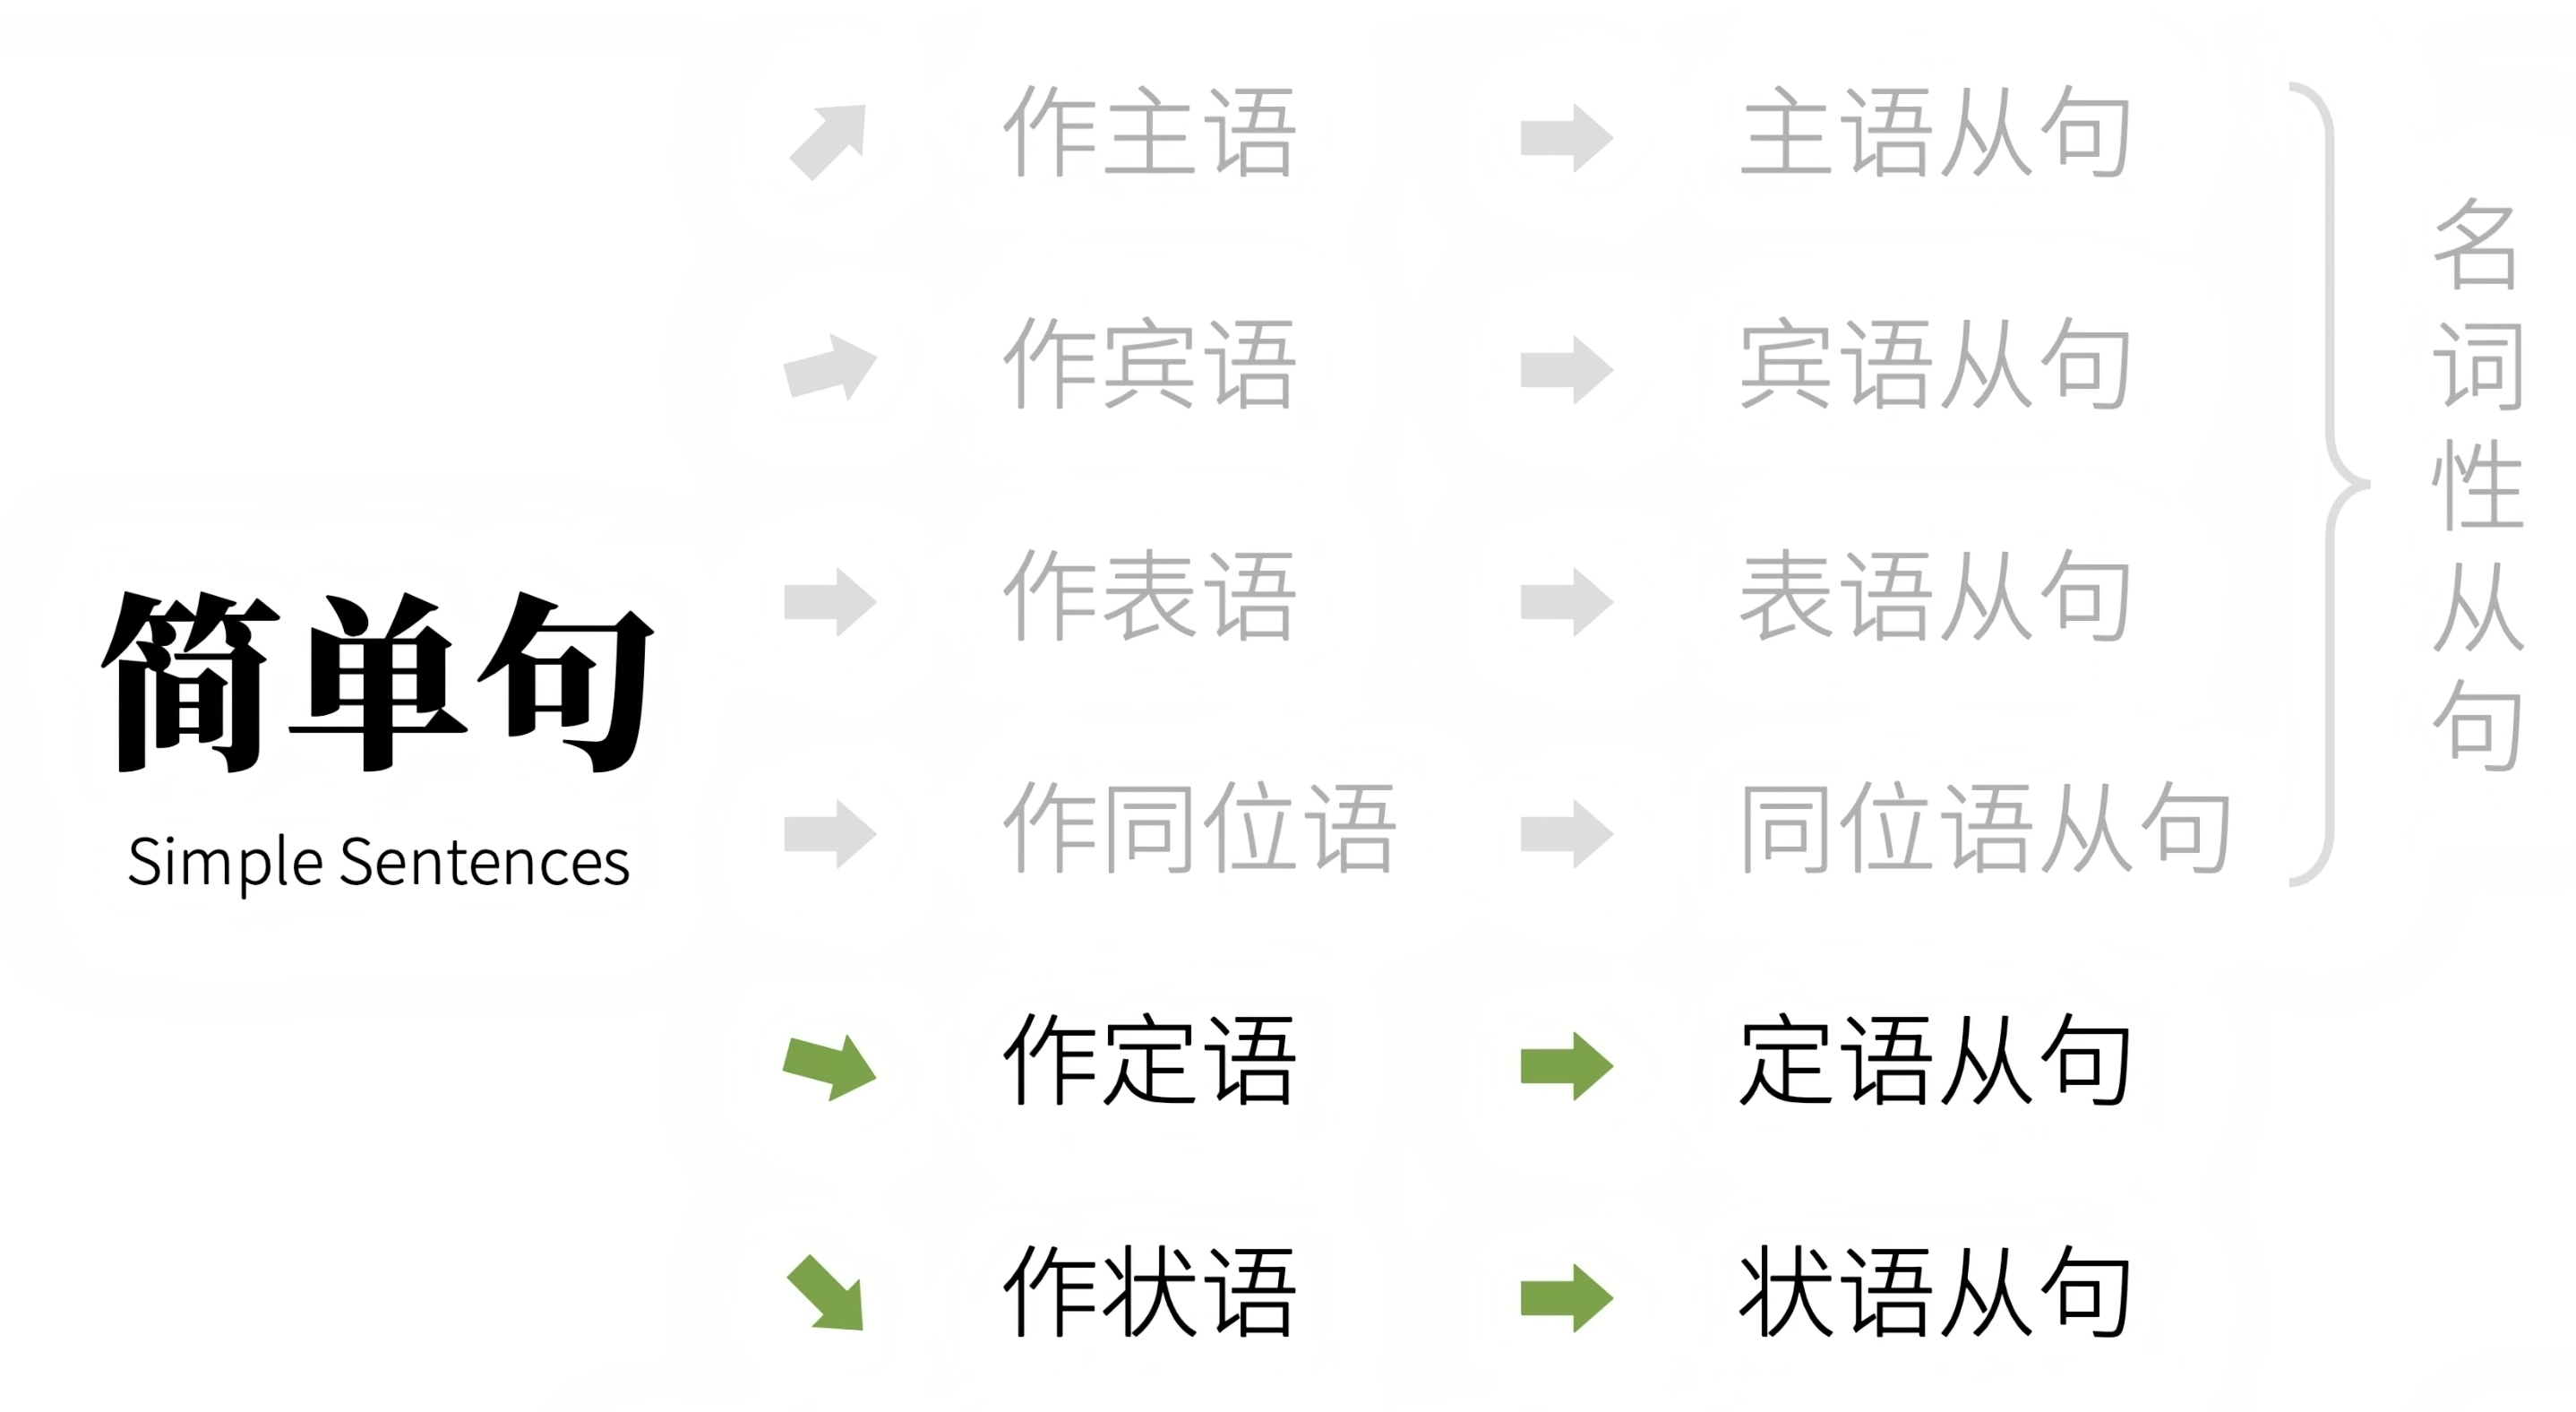 简单句
Simple Sentences
作主语
主语从句
作宾语
宾语从句
作表语
表语从句
作同位语
同位语从句
名词性从句
作定语
定语从句
作状语
状语从句